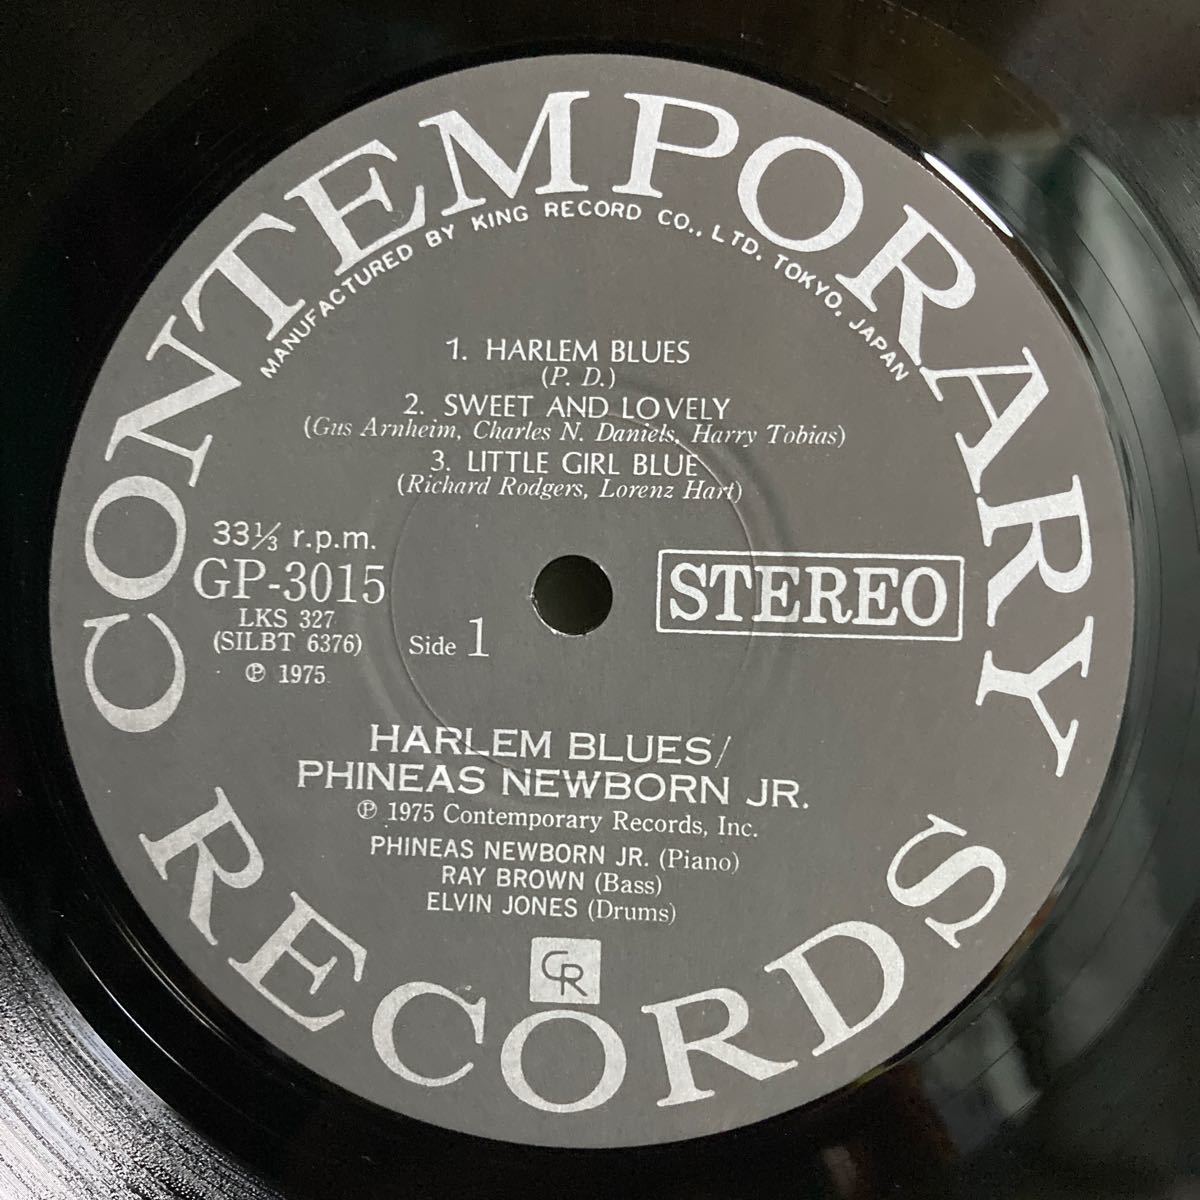 CONTEMPORARY
MANUFACTURED BY KING RECORD CO., LTD. TOKYO. JAPAN
1. HARLEM BLUES
(P. D.)
2. SWEET AND LOVELY
(Gus Arnheim, Charles N. Daniels, Harry Tobias)
3. LITTLE GIRL BLUE
(Richard Rodgers, Lorenz Hart)
33⅓ r.p.m.
GP-3015
LKS 327
(SILBT 6376)
℗ 1975
Side 1
STEREO
HARLEM BLUES/
PHINEAS NEWBORN JR.
℗ 1975 Contemporary Records, Inc.
PHINEAS NEWBORN JR. (Piano)
RAY BROWN (Bass)
ELVIN JONES (Drums)
CR
RECORDS